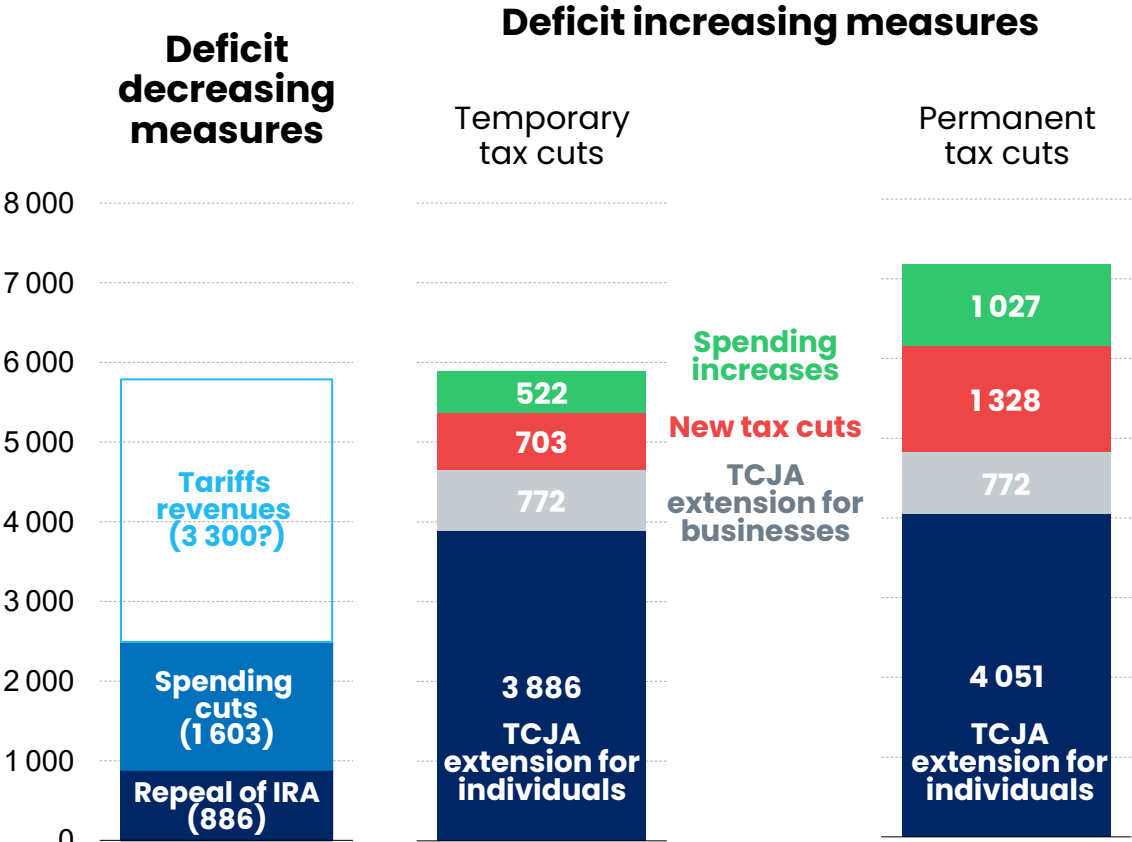 Deficit increasing measures
Deficit
decreasing
measures
Temporary
tax cuts
Permanent
tax cuts
8 000
7 000
6 000
5 000
4 000
3 000
2 000
1 000
0
Tariffs
revenues
(3 300?)
Spending
cuts
(1 603)
Repeal of IRA
(886)
522
703
772
3 886
TCJA
extension for
individuals
Spending
increases
New tax cuts
TCJA
extension for
businesses
1 027
1 328
772
4 051
TCJA
extension for
individuals